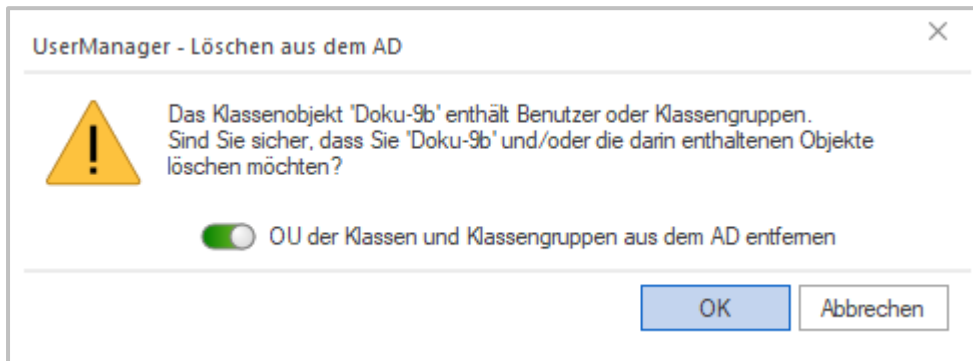 UserManager - Löschen aus dem AD
Das Klassenobjekt "Doku-9b" enthält Benutzer oder Klassengruppen.
Sind Sie sicher, dass Sie "Doku-9b" und/oder die darin enthaltenen Objekte
löschen möchten?
OU der Klassen und Klassengruppen aus dem AD entfernen
OK
Abbrechen